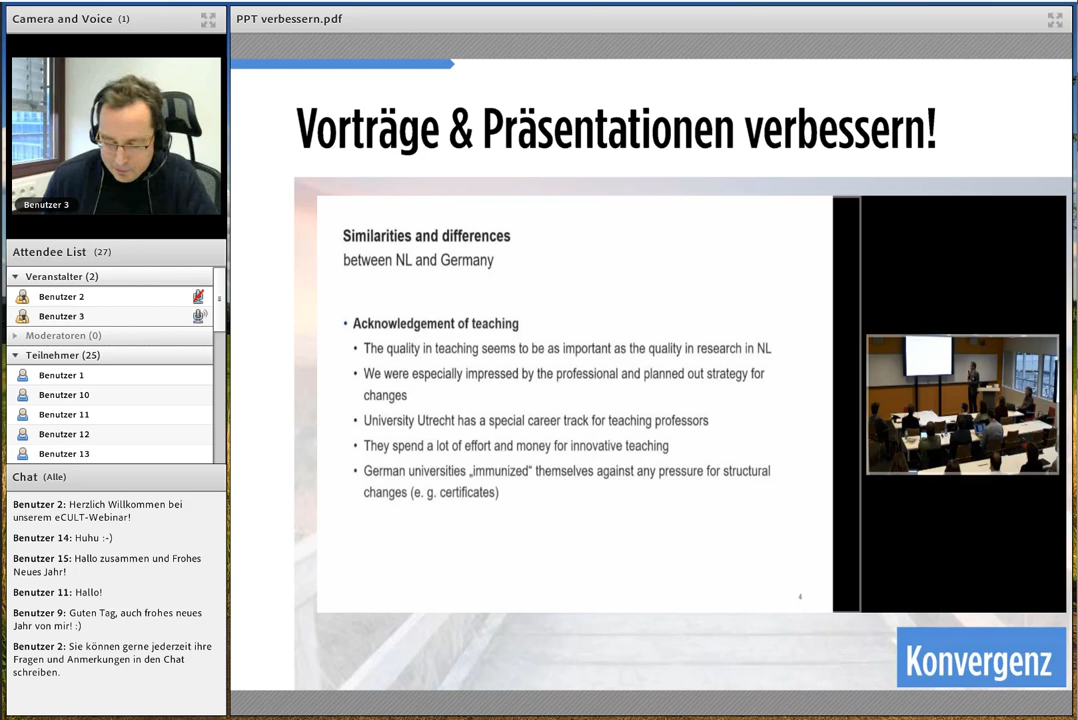 Camera and Voice (1)
Benutzer 3
Attendee List (27)
Veranstalter (2)
Benutzer 2
Benutzer 3
Moderatoren (0)
Teilnehmer (25)
Benutzer 1
Benutzer 10
Benutzer 11
Benutzer 12
Benutzer 13
Chat (Alle)
Benutzer 2: Herzlich Willkommen bei
unserem eCULT-Webinar!
Benutzer 14: Huhu :-)
Benutzer 15: Hallo zusammen und Frohes
Neues Jahr!
Benutzer 11: Hallo!
Benutzer 9: Guten Tag, auch frohes neues
Jahr von mir! :)
Benutzer 2: Sie können gerne jederzeit ihre
Fragen und Anmerkungen in den Chat
schreiben.
PPT verbessern.pdf
Vorträge & Präsentationen verbessern!
Similarities and differences
between NL and Germany
• Acknowledgement of teaching
• The quality in teaching seems to be as important as the quality in research in NL
• We were especially impressed by the professional and planned out strategy for
changes
• University Utrecht has a special career track for teaching professors
• They spend a lot of effort and money for innovative teaching
• German universities „immunized“ themselves against any pressure for structural
changes (e. g. certificates)
4
Konvergenz